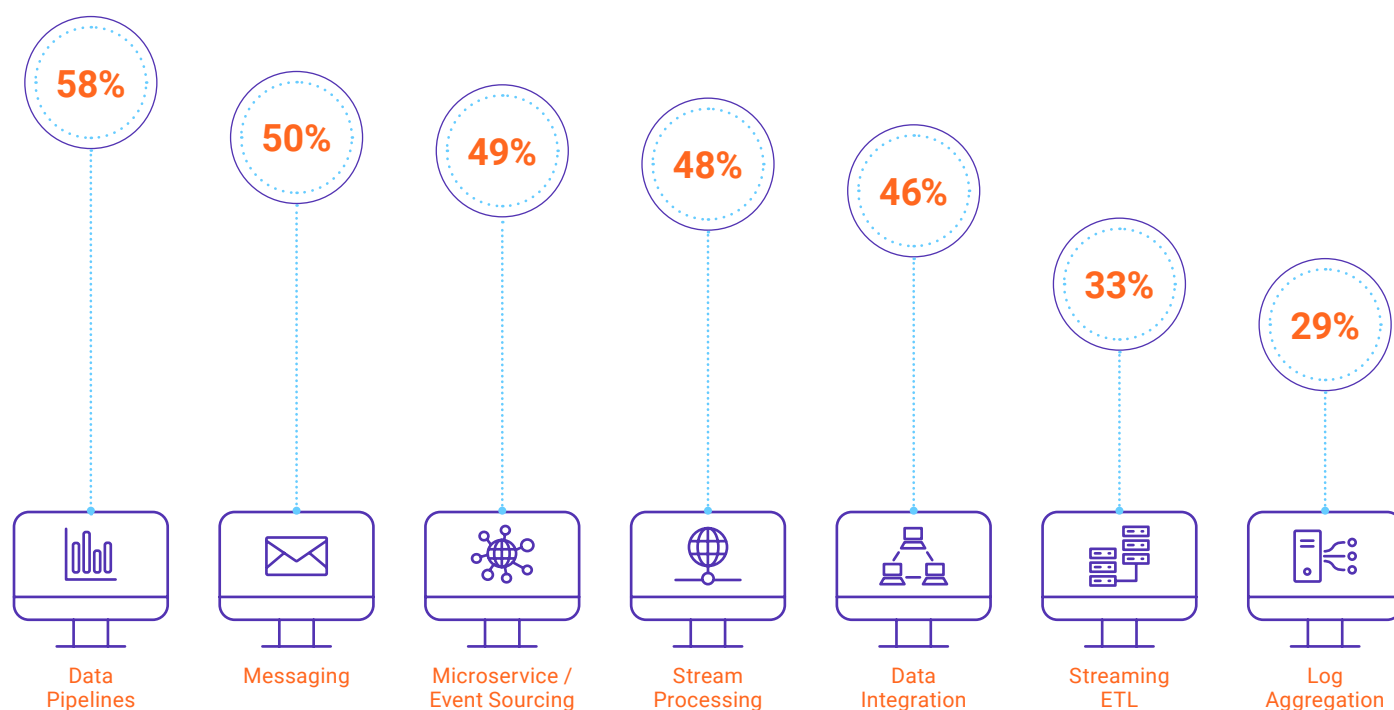 58%
50%
49%
48%
46%
33%
29%
Data
Pipelines
Messaging
Microservice /
Event Sourcing
Stream
Processing
Data
Integration
Streaming
ETL
Log
Aggregation